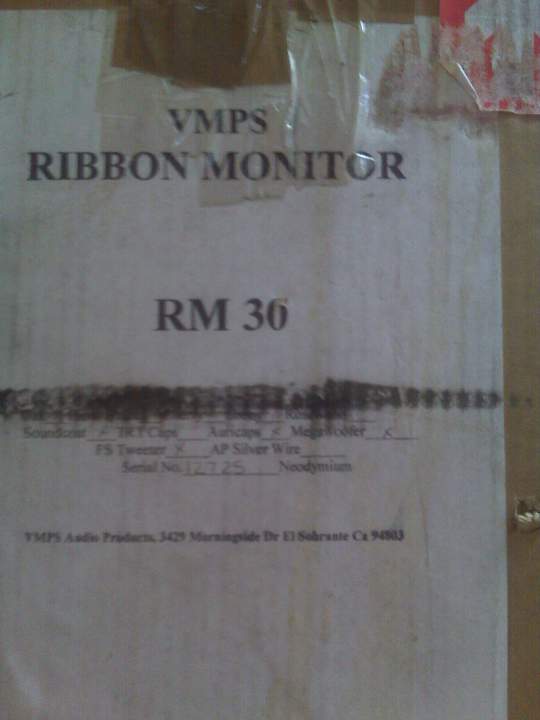 VMPS
RIBBON MONITOR
RM 30
Soundcoat x TRT Caps Auricaps x Megawoofer x
FS Tweeter x AP Silver Wire
Serial No. 12725 Neodymium
VMPS Audio Products, 3429 Morningside Dr El Sobrante Ca 94803